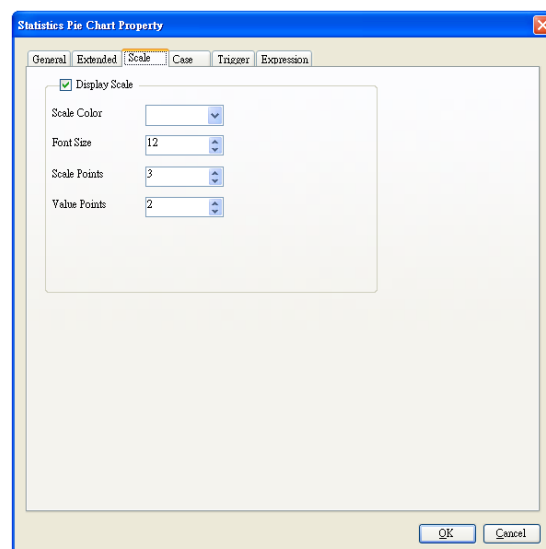 Statistics Pie Chart Property
General Extended Scale Case Trigger Expression
Display Scale
Scale Color
Font Size 12
Scale Points 3
Value Points 2
OK Cancel